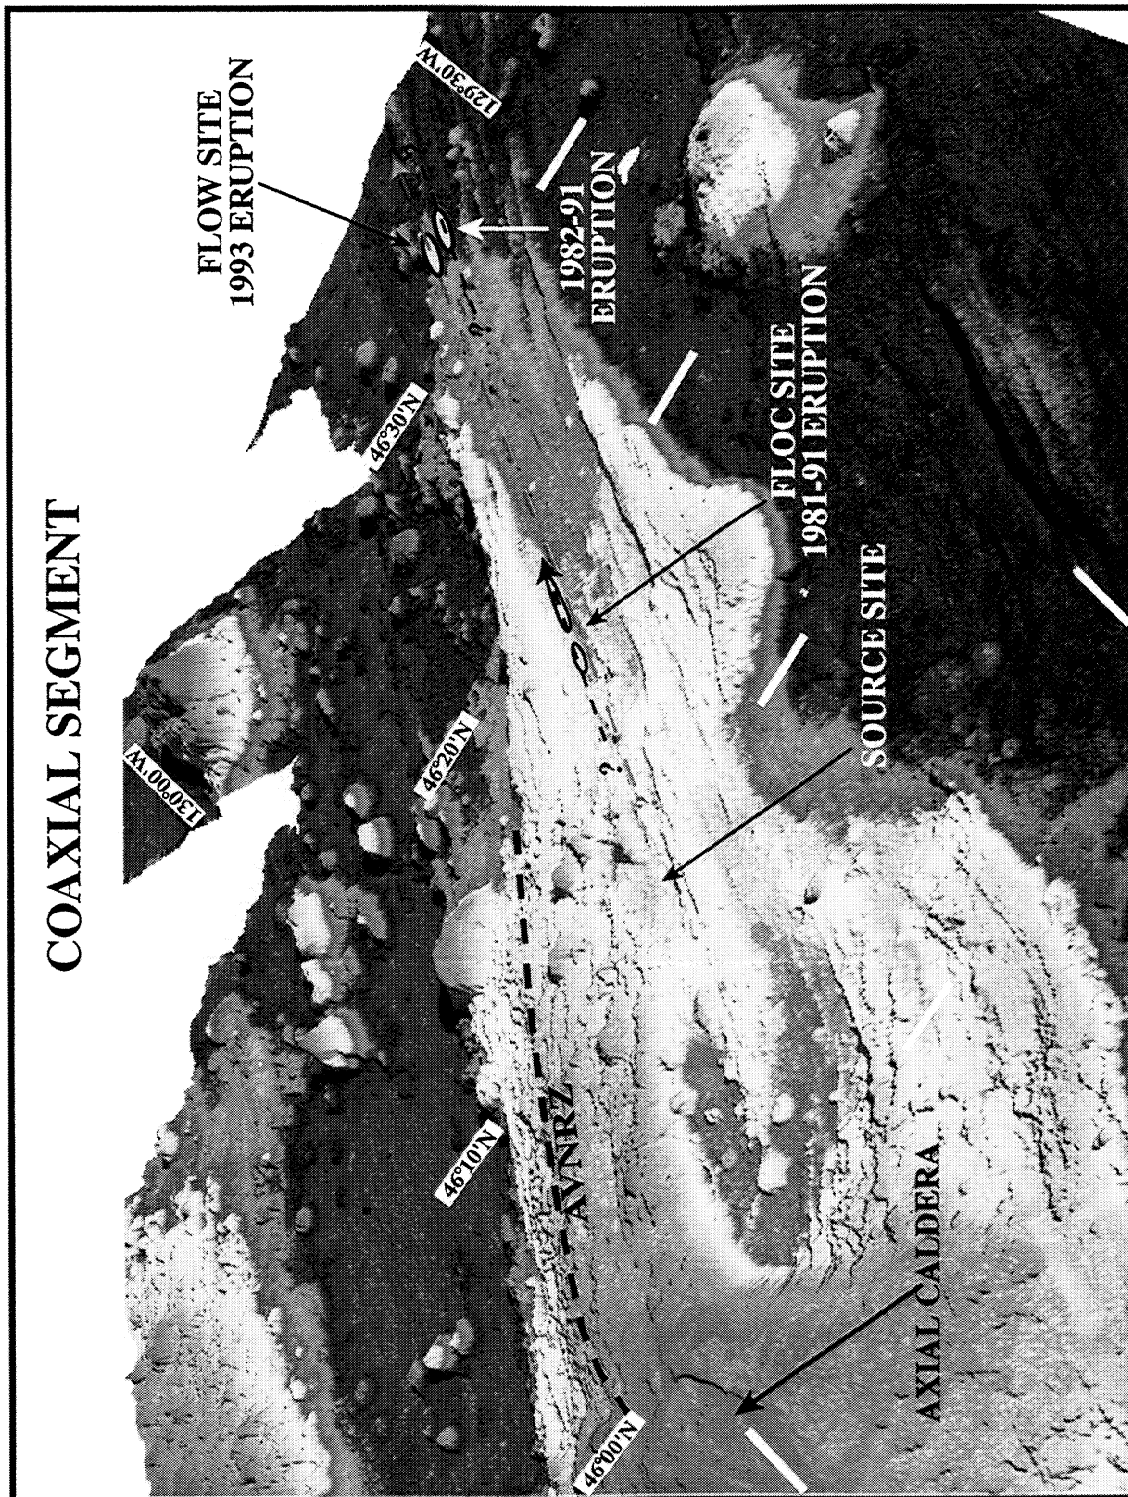 COAXIAL SEGMENT
FLOW SITE
1993 ERUPTION
129°30'W
1982-91
ERUPTION
?
46°30'N
FLOC SITE
1981-91 ERUPTION
130°00'W
46°20'N
?
SOURCE SITE
AVNRZ
46°10'N
AXIAL CALDERA
46°00'N